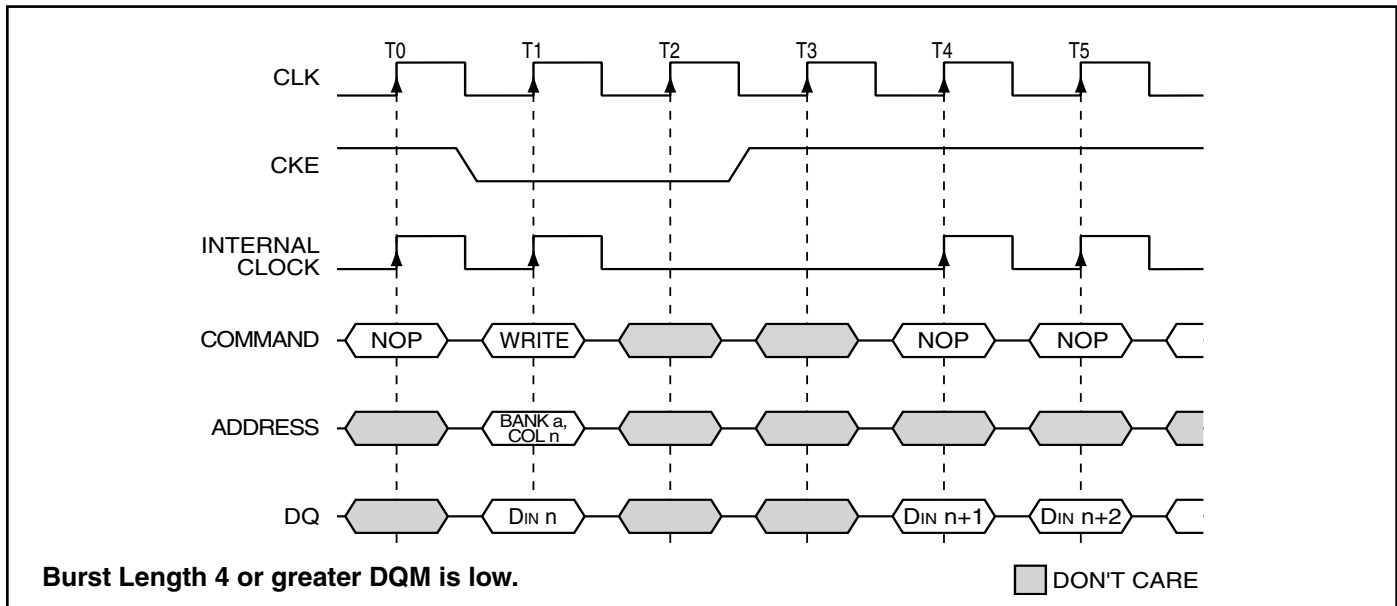 T0 T1 T2 T3 T4 T5
CLK
CKE
INTERNAL
CLOCK
COMMAND NOP WRITE NOP NOP
ADDRESS BANK a,
COL n
DQ DIN n DIN n+1 DIN n+2
Burst Length 4 or greater DQM is low.
DON'T CARE